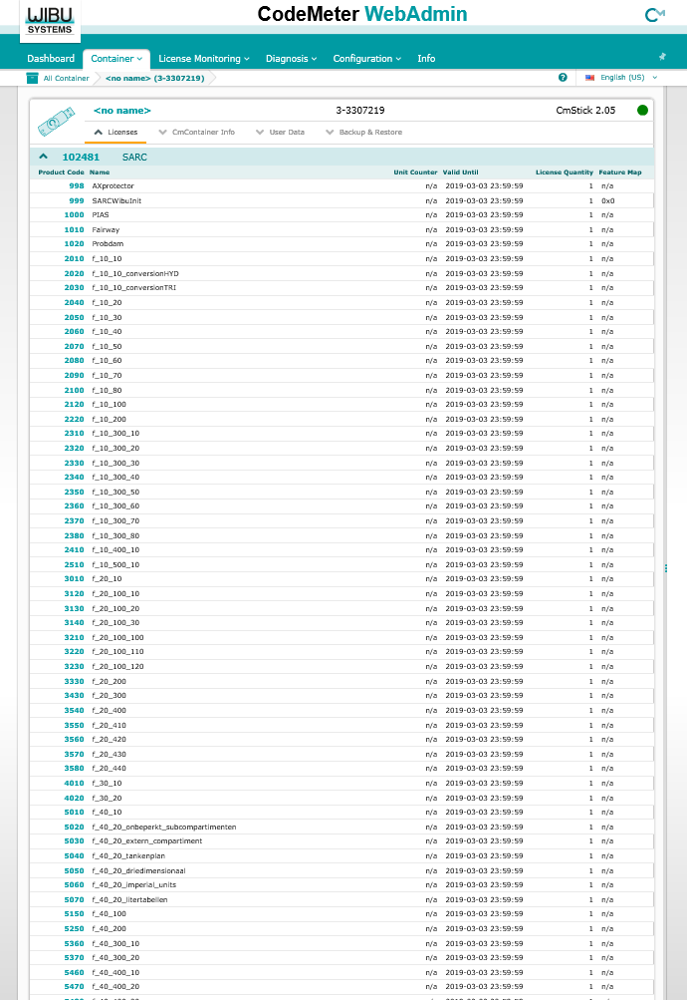 WIBU
SYSTEMS
CodeMeter WebAdmin
Dashboard Container License Monitoring Diagnosis Configuration Info
All Container <no name> (3-3307219) ? English (US)
<no name> 3-3307219 CmStick 2.05
Licenses CmContainer Info User Data Backup & Restore
102481 SARC
Product Code Name Unit Counter Valid Until License Quantity Feature Map
998 AXprotector n/a 2019-03-03 23:59:59 1 n/a
999 SARCWibuInit n/a 2019-03-03 23:59:59 1 0x0
1000 PIAS n/a 2019-03-03 23:59:59 1 n/a
1010 Fairway n/a 2019-03-03 23:59:59 1 n/a
1020 Probdam n/a 2019-03-03 23:59:59 1 n/a
2010 f_10_10 n/a 2019-03-03 23:59:59 1 n/a
2020 f_10_10_conversionHYD n/a 2019-03-03 23:59:59 1 n/a
2030 f_10_10_conversionTRI n/a 2019-03-03 23:59:59 1 n/a
2040 f_10_20 n/a 2019-03-03 23:59:59 1 n/a
2050 f_10_30 n/a 2019-03-03 23:59:59 1 n/a
2060 f_10_40 n/a 2019-03-03 23:59:59 1 n/a
2070 f_10_50 n/a 2019-03-03 23:59:59 1 n/a
2080 f_10_60 n/a 2019-03-03 23:59:59 1 n/a
2090 f_10_70 n/a 2019-03-03 23:59:59 1 n/a
2100 f_10_80 n/a 2019-03-03 23:59:59 1 n/a
2120 f_10_100 n/a 2019-03-03 23:59:59 1 n/a
2220 f_10_200 n/a 2019-03-03 23:59:59 1 n/a
2310 f_10_300_10 n/a 2019-03-03 23:59:59 1 n/a
2320 f_10_300_20 n/a 2019-03-03 23:59:59 1 n/a
2330 f_10_300_30 n/a 2019-03-03 23:59:59 1 n/a
2340 f_10_300_40 n/a 2019-03-03 23:59:59 1 n/a
2350 f_10_300_50 n/a 2019-03-03 23:59:59 1 n/a
2360 f_10_300_60 n/a 2019-03-03 23:59:59 1 n/a
2370 f_10_300_70 n/a 2019-03-03 23:59:59 1 n/a
2380 f_10_300_80 n/a 2019-03-03 23:59:59 1 n/a
2410 f_10_400_10 n/a 2019-03-03 23:59:59 1 n/a
2510 f_10_500_10 n/a 2019-03-03 23:59:59 1 n/a
3010 f_20_10 n/a 2019-03-03 23:59:59 1 n/a
3120 f_20_100_10 n/a 2019-03-03 23:59:59 1 n/a
3130 f_20_100_20 n/a 2019-03-03 23:59:59 1 n/a
3140 f_20_100_30 n/a 2019-03-03 23:59:59 1 n/a
3210 f_20_100_100 n/a 2019-03-03 23:59:59 1 n/a
3220 f_20_100_110 n/a 2019-03-03 23:59:59 1 n/a
3230 f_20_100_120 n/a 2019-03-03 23:59:59 1 n/a
3330 f_20_200 n/a 2019-03-03 23:59:59 1 n/a
3430 f_20_300 n/a 2019-03-03 23:59:59 1 n/a
3540 f_20_400 n/a 2019-03-03 23:59:59 1 n/a
3550 f_20_410 n/a 2019-03-03 23:59:59 1 n/a
3560 f_20_420 n/a 2019-03-03 23:59:59 1 n/a
3570 f_20_430 n/a 2019-03-03 23:59:59 1 n/a
3580 f_20_440 n/a 2019-03-03 23:59:59 1 n/a
4010 f_30_10 n/a 2019-03-03 23:59:59 1 n/a
4020 f_30_20 n/a 2019-03-03 23:59:59 1 n/a
5010 f_40_10 n/a 2019-03-03 23:59:59 1 n/a
5020 f_40_20_onbeperkt_subcompartimenten n/a 2019-03-03 23:59:59 1 n/a
5030 f_40_20_extern_compartiment n/a 2019-03-03 23:59:59 1 n/a
5040 f_40_20_tankenplan n/a 2019-03-03 23:59:59 1 n/a
5050 f_40_20_driedimensionaal n/a 2019-03-03 23:59:59 1 n/a
5060 f_40_20_imperial_units n/a 2019-03-03 23:59:59 1 n/a
5070 f_40_20_litertabellen n/a 2019-03-03 23:59:59 1 n/a
5150 f_40_100 n/a 2019-03-03 23:59:59 1 n/a
5250 f_40_200 n/a 2019-03-03 23:59:59 1 n/a
5360 f_40_300_10 n/a 2019-03-03 23:59:59 1 n/a
5370 f_40_300_20 n/a 2019-03-03 23:59:59 1 n/a
5460 f_40_400_10 n/a 2019-03-03 23:59:59 1 n/a
5470 f_40_400_20 n/a 2019-03-03 23:59:59 1 n/a